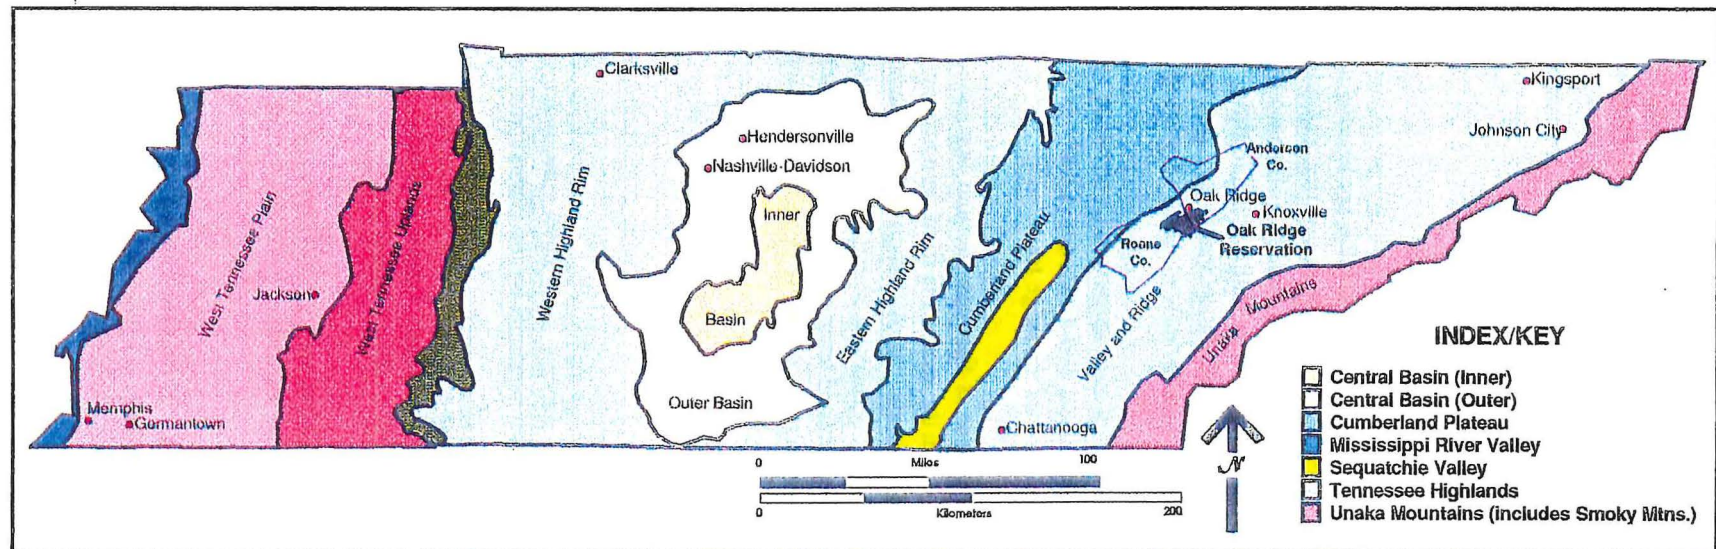 Clarksville
Kingsport
Johnson City
Hendersonville
Nashville-Davidson
Anderson
Co.
Oak Ridge
Knoxville
Oak Ridge
Reservation
Roane
Co.
Inner
Basin
Outer Basin
West Tennessee Plain
West Tennessee Uplands
Western Highland Rim
Eastern Highland Rim
Cumberland Plateau
Valley and Ridge
Unaka Mountains
Jackson
Memphis
Germantown
Chattanooga
INDEX/KEY
Central Basin (Inner)
Central Basin (Outer)
Cumberland Plateau
Mississippi River Valley
Sequatchie Valley
Tennessee Highlands
Unaka Mountains (includes Smoky Mtns.)
N
0 Miles 100
0 Kilometers 200